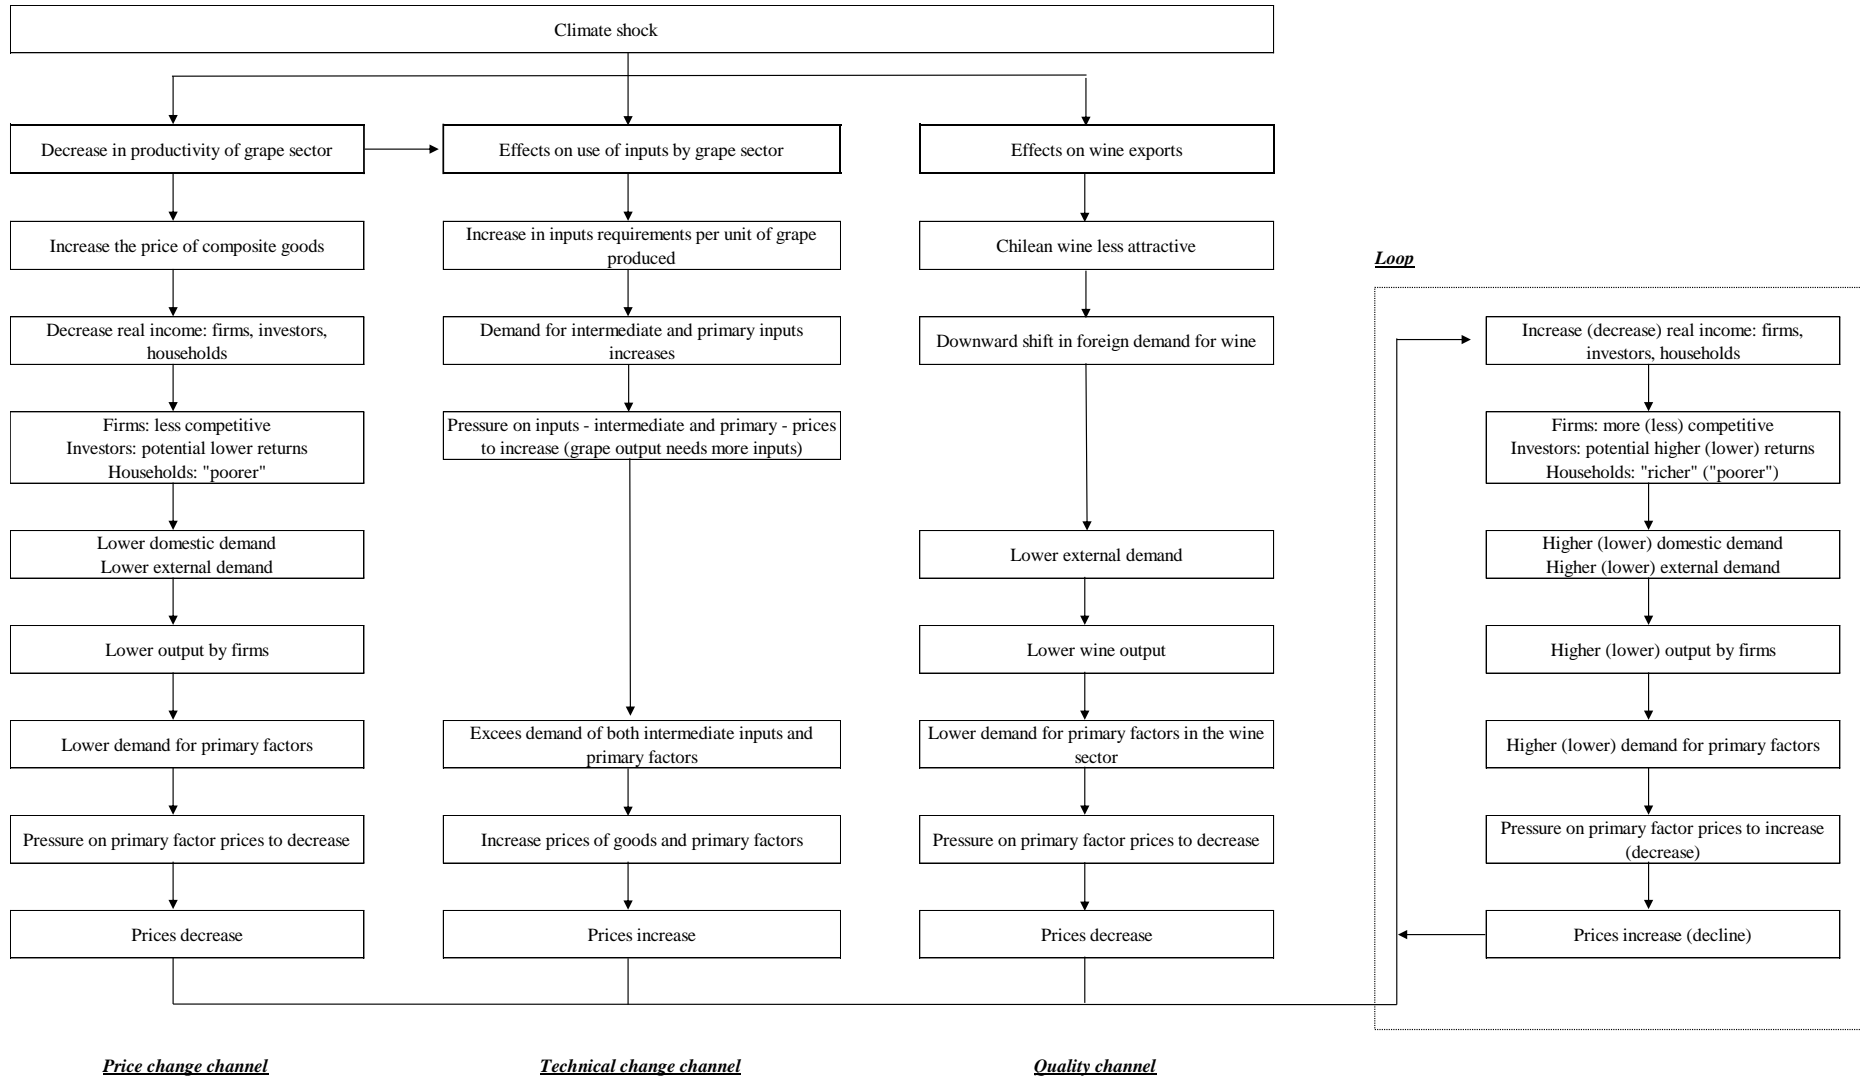 Climate shock
Decrease in productivity of grape sector
Increase the price of composite goods
Decrease real income: firms, investors,
households
Firms: less competitive
Investors: potential lower returns
Households: "poorer"
Lower domestic demand
Lower external demand
Lower output by firms
Lower demand for primary factors
Pressure on primary factor prices to decrease
Prices decrease
Price change channel
Effects on use of inputs by grape sector
Increase in inputs requirements per unit of grape
produced
Demand for intermediate and primary inputs
increases
Pressure on inputs - intermediate and primary - prices
to increase (grape output needs more inputs)
Excees demand of both intermediate inputs and
primary factors
Increase prices of goods and primary factors
Prices increase
Technical change channel
Effects on wine exports
Chilean wine less attractive
Downward shift in foreign demand for wine
Lower external demand
Lower wine output
Lower demand for primary factors in the wine
sector
Pressure on primary factor prices to decrease
Prices decrease
Quality channel
Loop
Increase (decrease) real income: firms,
investors, households
Firms: more (less) competitive
Investors: potential higher (lower) returns
Households: "richer" ("poorer")
Higher (lower) domestic demand
Higher (lower) external demand
Higher (lower) output by firms
Higher (lower) demand for primary factors
Pressure on primary factor prices to increase
(decrease)
Prices increase (decline)